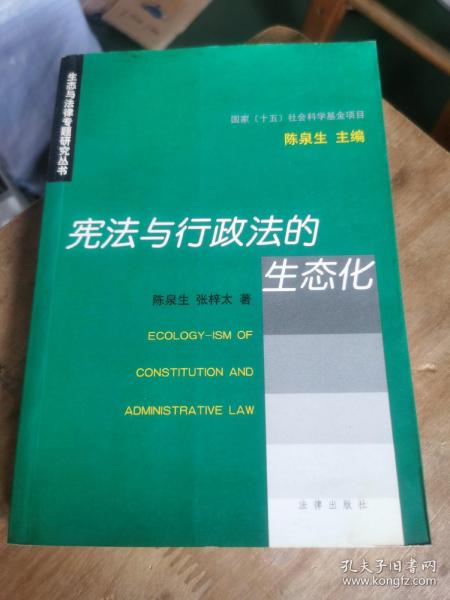 生态与法律专题研究丛书
国家（十五）社会科学基金项目
陈泉生 主编
宪法与行政法的
生态化
陈泉生 张梓太 著
ECOLOGY-ISM OF
CONSTITUTION AND
ADMINISTRATIVE LAW
法律出版社
孔夫子旧书网
www.kongfz.com